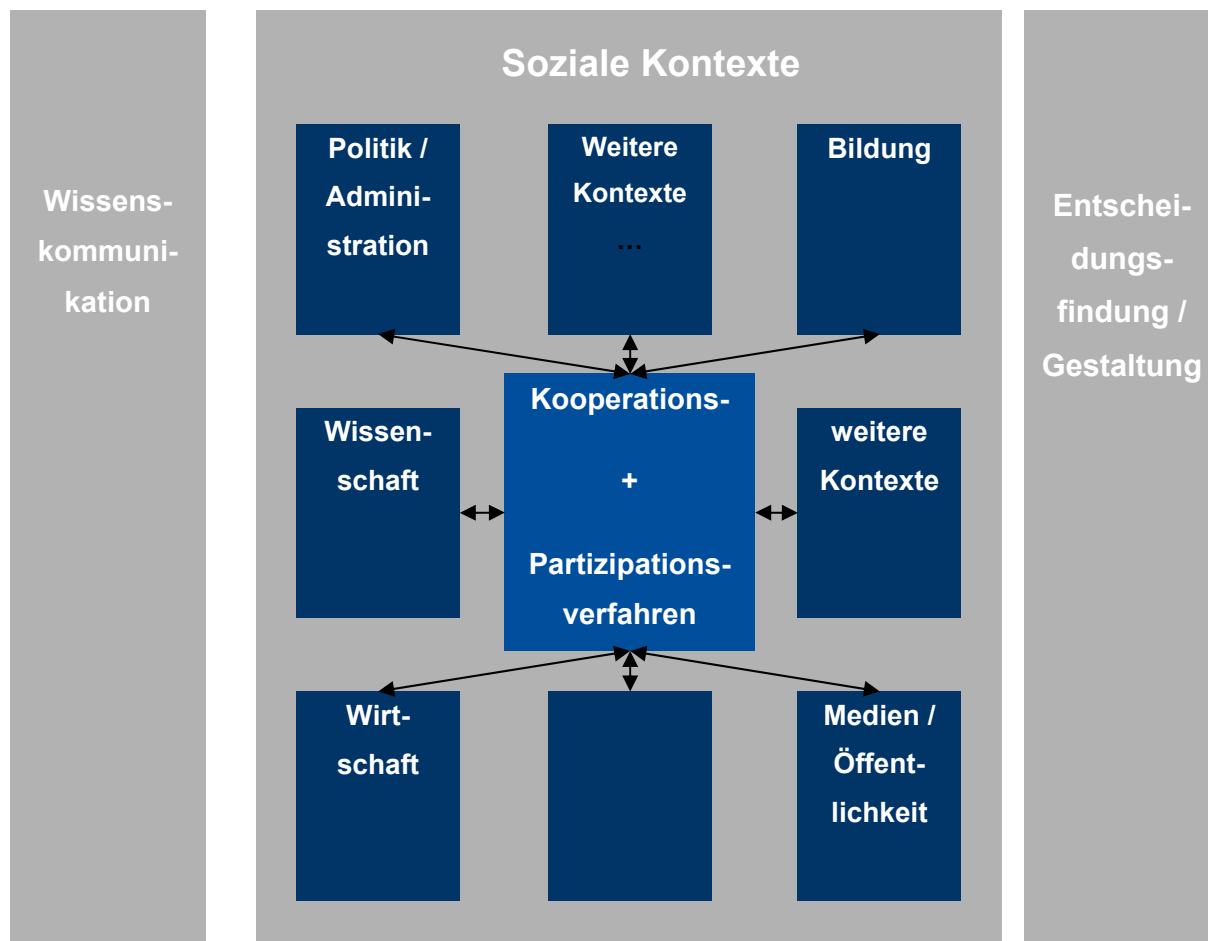 Soziale Kontexte
Wissens-
kommuni-
kation
Politik /
Admini-
stration
Weitere
Kontexte
…
Bildung
Entschei-
dungs-
findung /
Gestaltung
Wissen-
schaft
Kooperations-
+
Partizipations-
verfahren
weitere
Kontexte
Wirt-
schaft
Medien /
Öffent-
lichkeit